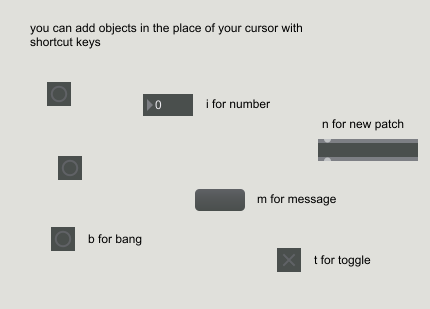 you can add objects in the place of your cursor with
shortcut keys
0
i for number
n for new patch
m for message
b for bang
t for toggle